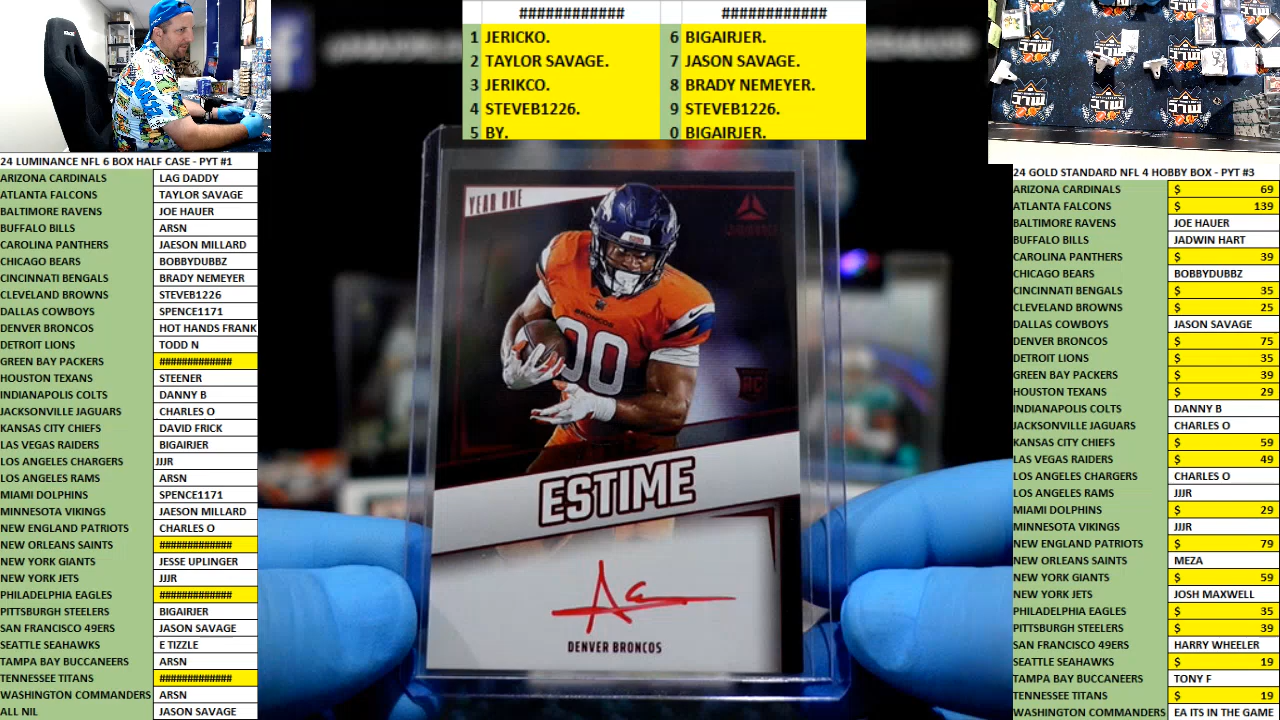 ############ ############
1 JERICKO. 6 BIGAIRJER.
2 TAYLOR SAVAGE. 7 JASON SAVAGE.
3 JERIKCO. 8 BRADY NEMEYER.
4 STEVEB1226. 9 STEVEB1226.
5 BY. 0 BIGAIRJER.
24 LUMINANCE NFL 6 BOX HALF CASE - PYT #1
ARIZONA CARDINALS LAG DADDY
ATLANTA FALCONS TAYLOR SAVAGE
BALTIMORE RAVENS JOE HAUER
BUFFALO BILLS ARSN
CAROLINA PANTHERS JAESON MILLARD
CHICAGO BEARS BOBBYDUBBZ
CINCINNATI BENGALS BRADY NEMEYER
CLEVELAND BROWNS STEVEB1226
DALLAS COWBOYS SPENCE1171
DENVER BRONCOS HOT HANDS FRANK
DETROIT LIONS TODD N
GREEN BAY PACKERS #############
HOUSTON TEXANS STEENER
INDIANAPOLIS COLTS DANNY B
JACKSONVILLE JAGUARS CHARLES O
KANSAS CITY CHIEFS DAVID FRICK
LAS VEGAS RAIDERS BIGAIRJER
LOS ANGELES CHARGERS JJJR
LOS ANGELES RAMS ARSN
MIAMI DOLPHINS SPENCE1171
MINNESOTA VIKINGS JAESON MILLARD
NEW ENGLAND PATRIOTS CHARLES O
NEW ORLEANS SAINTS #############
NEW YORK GIANTS JESSE UPLINGER
NEW YORK JETS JJJR
PHILADELPHIA EAGLES #############
PITTSBURGH STEELERS BIGAIRJER
SAN FRANCISCO 49ERS JASON SAVAGE
SEATTLE SEAHAWKS E TIZZLE
TAMPA BAY BUCCANEERS ARSN
TENNESSEE TITANS #############
WASHINGTON COMMANDERS ARSN
ALL NIL JASON SAVAGE
YEAR ONE
LUMINANCE
BRONCOS
00
RC
ESTIME
DENVER BRONCOS
24 GOLD STANDARD NFL 4 HOBBY BOX - PYT #3
ARIZONA CARDINALS $ 69
ATLANTA FALCONS $ 139
BALTIMORE RAVENS JOE HAUER
BUFFALO BILLS JADWIN HART
CAROLINA PANTHERS $ 39
CHICAGO BEARS BOBBYDUBBZ
CINCINNATI BENGALS $ 35
CLEVELAND BROWNS $ 25
DALLAS COWBOYS JASON SAVAGE
DENVER BRONCOS $ 75
DETROIT LIONS $ 35
GREEN BAY PACKERS $ 39
HOUSTON TEXANS $ 29
INDIANAPOLIS COLTS DANNY B
JACKSONVILLE JAGUARS CHARLES O
KANSAS CITY CHIEFS $ 59
LAS VEGAS RAIDERS $ 49
LOS ANGELES CHARGERS CHARLES O
LOS ANGELES RAMS JJJR
MIAMI DOLPHINS $ 29
MINNESOTA VIKINGS JJJR
NEW ENGLAND PATRIOTS $ 79
NEW ORLEANS SAINTS MEZA
NEW YORK GIANTS $ 59
NEW YORK JETS JOSH MAXWELL
PHILADELPHIA EAGLES $ 35
PITTSBURGH STEELERS $ 39
SAN FRANCISCO 49ERS HARRY WHEELER
SEATTLE SEAHAWKS $ 19
TAMPA BAY BUCCANEERS TONY F
TENNESSEE TITANS $ 19
WASHINGTON COMMANDERS EA ITS IN THE GAME